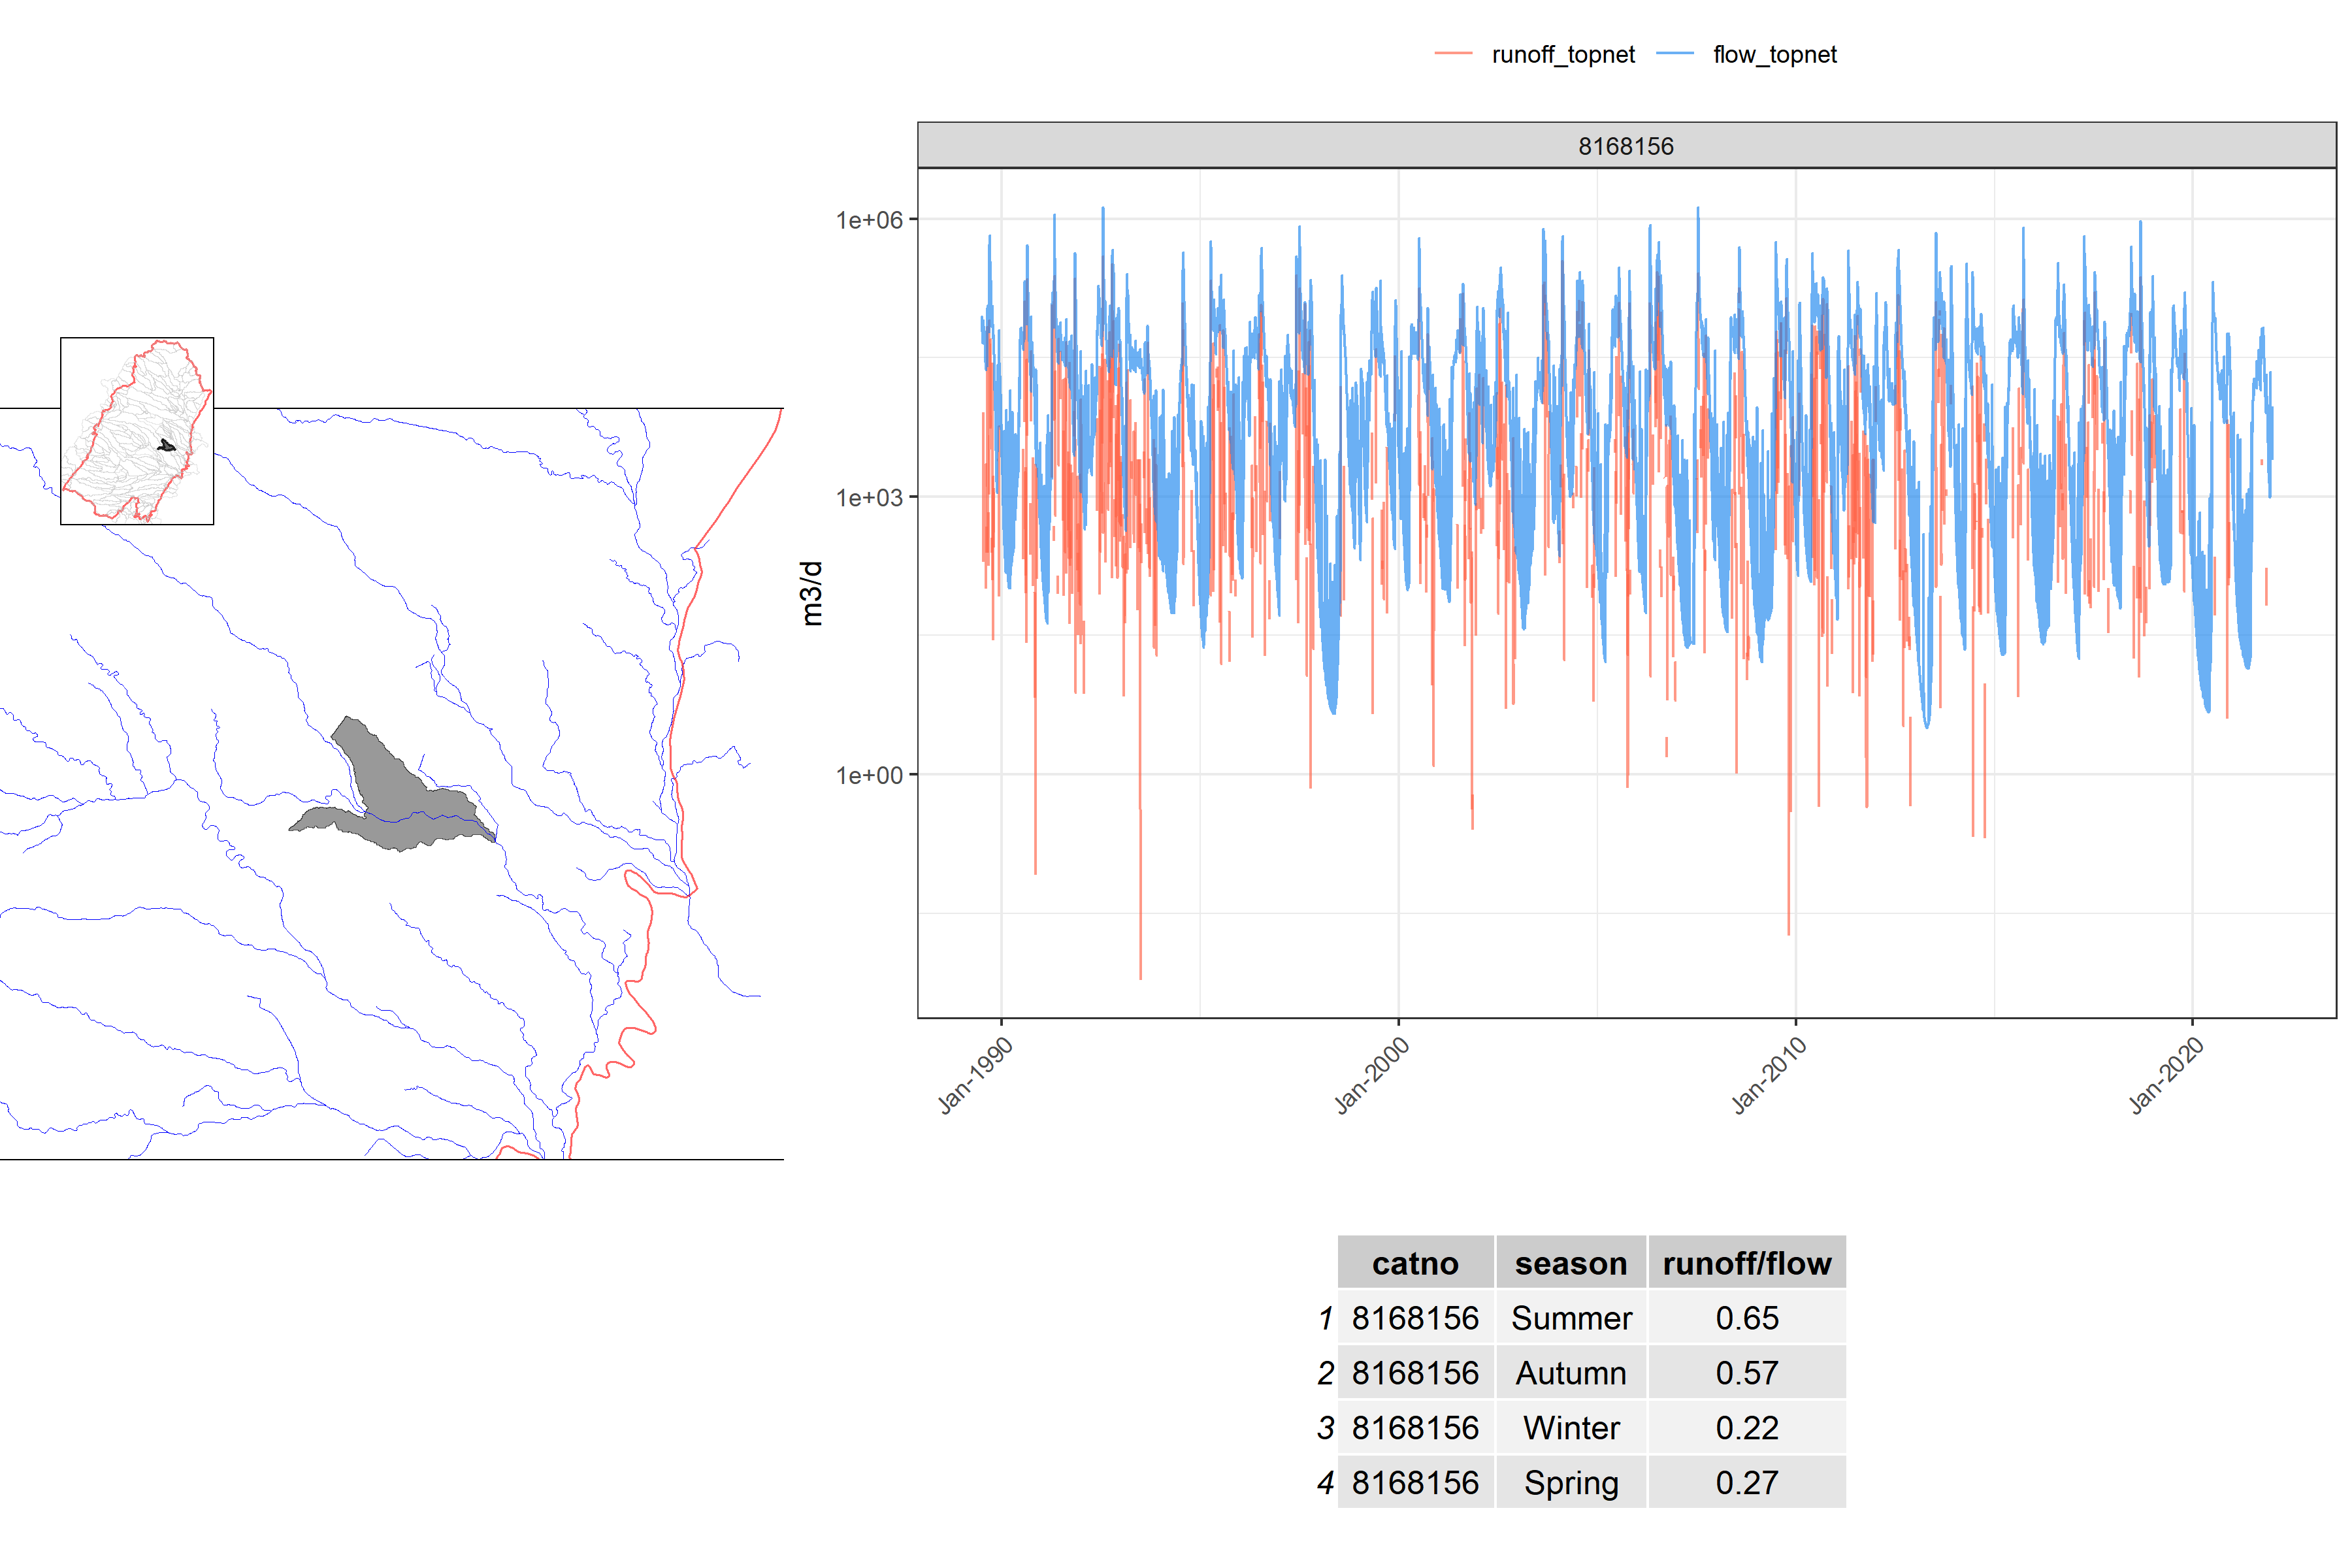 runoff_topnet flow_topnet
8168156
1e+06
1e+03
1e+00
m3/d
Jan-1990 Jan-2000 Jan-2010 Jan-2020
catno season runoff/flow
1 8168156 Summer 0.65
2 8168156 Autumn 0.57
3 8168156 Winter 0.22
4 8168156 Spring 0.27